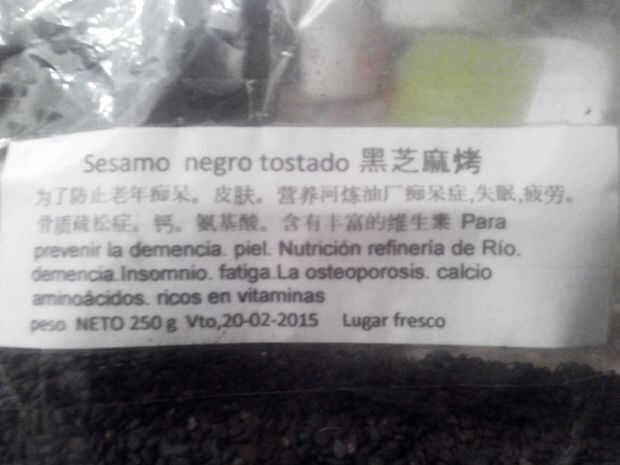 Sesamo negro tostado 黑芝麻烤
为了防止老年痴呆。皮肤。营养河炼油厂痴呆症,失眠,疲劳。
骨质疏松症。钙。氨基酸。含有丰富的维生素 Para
prevenir la demencia. piel. Nutrición refinería de Río.
demencia.Insomnio. fatiga.La osteoporosis. calcio
aminoácidos. ricos en vitaminas
peso NETO 250 g Vto,20-02-2015 Lugar fresco